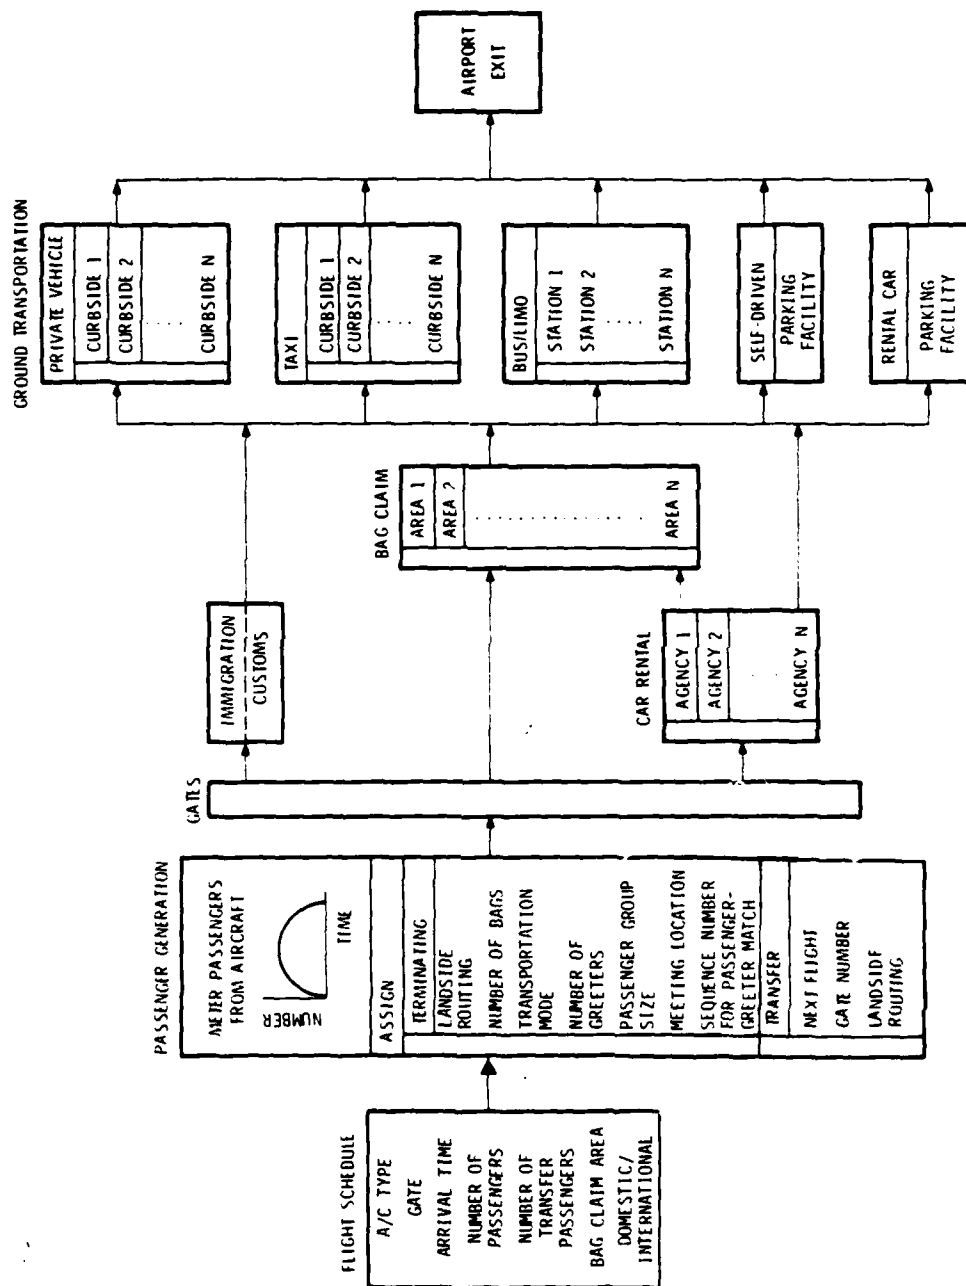 FLIGHT SCHEDULE
A/C TYPE
GATE
ARRIVAL TIME
NUMBER OF
PASSENGERS
NUMBER OF
TRANSFER
PASSENGERS
BAG CLAIM AREA
DOMESTIC/
INTERNATIONAL
PASSENGER GENERATION
METER PASSENGERS
FROM AIRCRAFT
NUMBER
TIME
ASSIGN
TERMINATING
LANDSIDE
ROUTING
NUMBER OF BAGS
TRANSPORTATION
MODE
NUMBER OF
GREETERS
PASSENGER GROUP
SIZE
MEETING LOCATION
SEQUENCE NUMBER
FOR PASSENGER-
GREETER MATCH
TRANSFER
NEXT FLIGHT
GATE NUMBER
LANDSIDE
ROUTING
GATES
IMMIGRATION
CUSTOMS
CAR RENTAL
AGENCY 1
AGENCY 2
AGENCY N
BAG CLAIM
AREA 1
AREA 2
AREA N
GROUND TRANSPORTATION
PRIVATE VEHICLE
CURBSIDE 1
CURBSIDE 2
CURBSIDE N
TAXI
CURBSIDE 1
CURBSIDE 2
CURBSIDE N
BUS/LIMO
STATION 1
STATION 2
STATION N
SELF-DRIVEN
PARKING
FACILITY
RENTAL CAR
PARKING
FACILITY
AIRPORT
EXIT